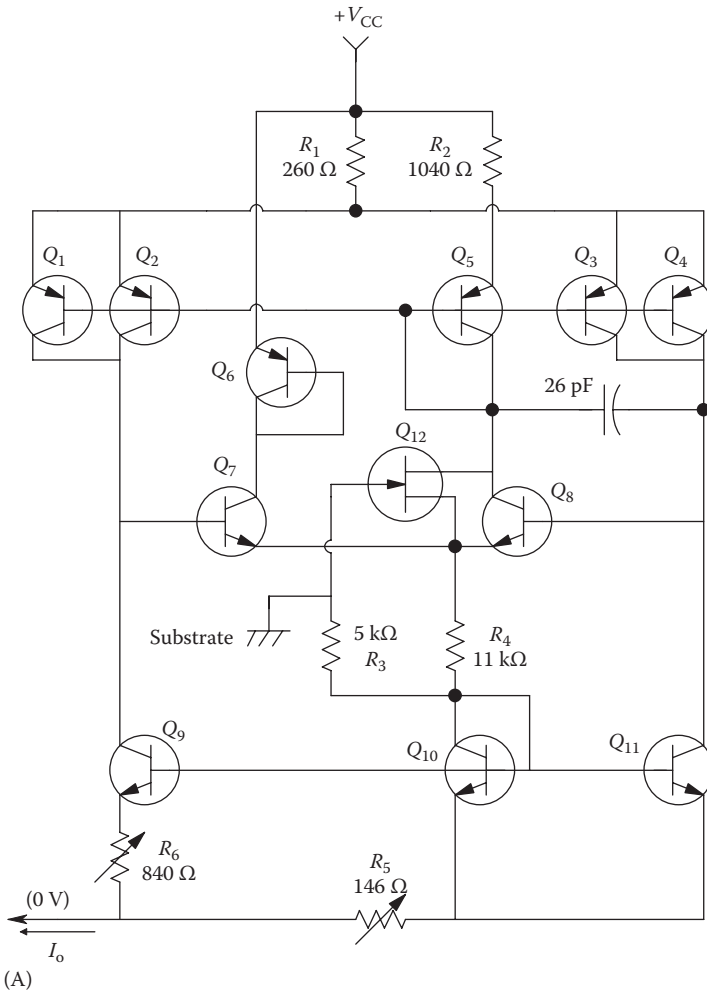 +V_CC
R_1
260 Ω
R_2
1040 Ω
Q_1
Q_2
Q_5
Q_3
Q_4
Q_6
26 pF
Q_12
Q_7
Q_8
Substrate
5 kΩ
R_3
R_4
11 kΩ
Q_9
Q_10
Q_11
R_6
840 Ω
R_5
146 Ω
(0 V)
I_o
(A)